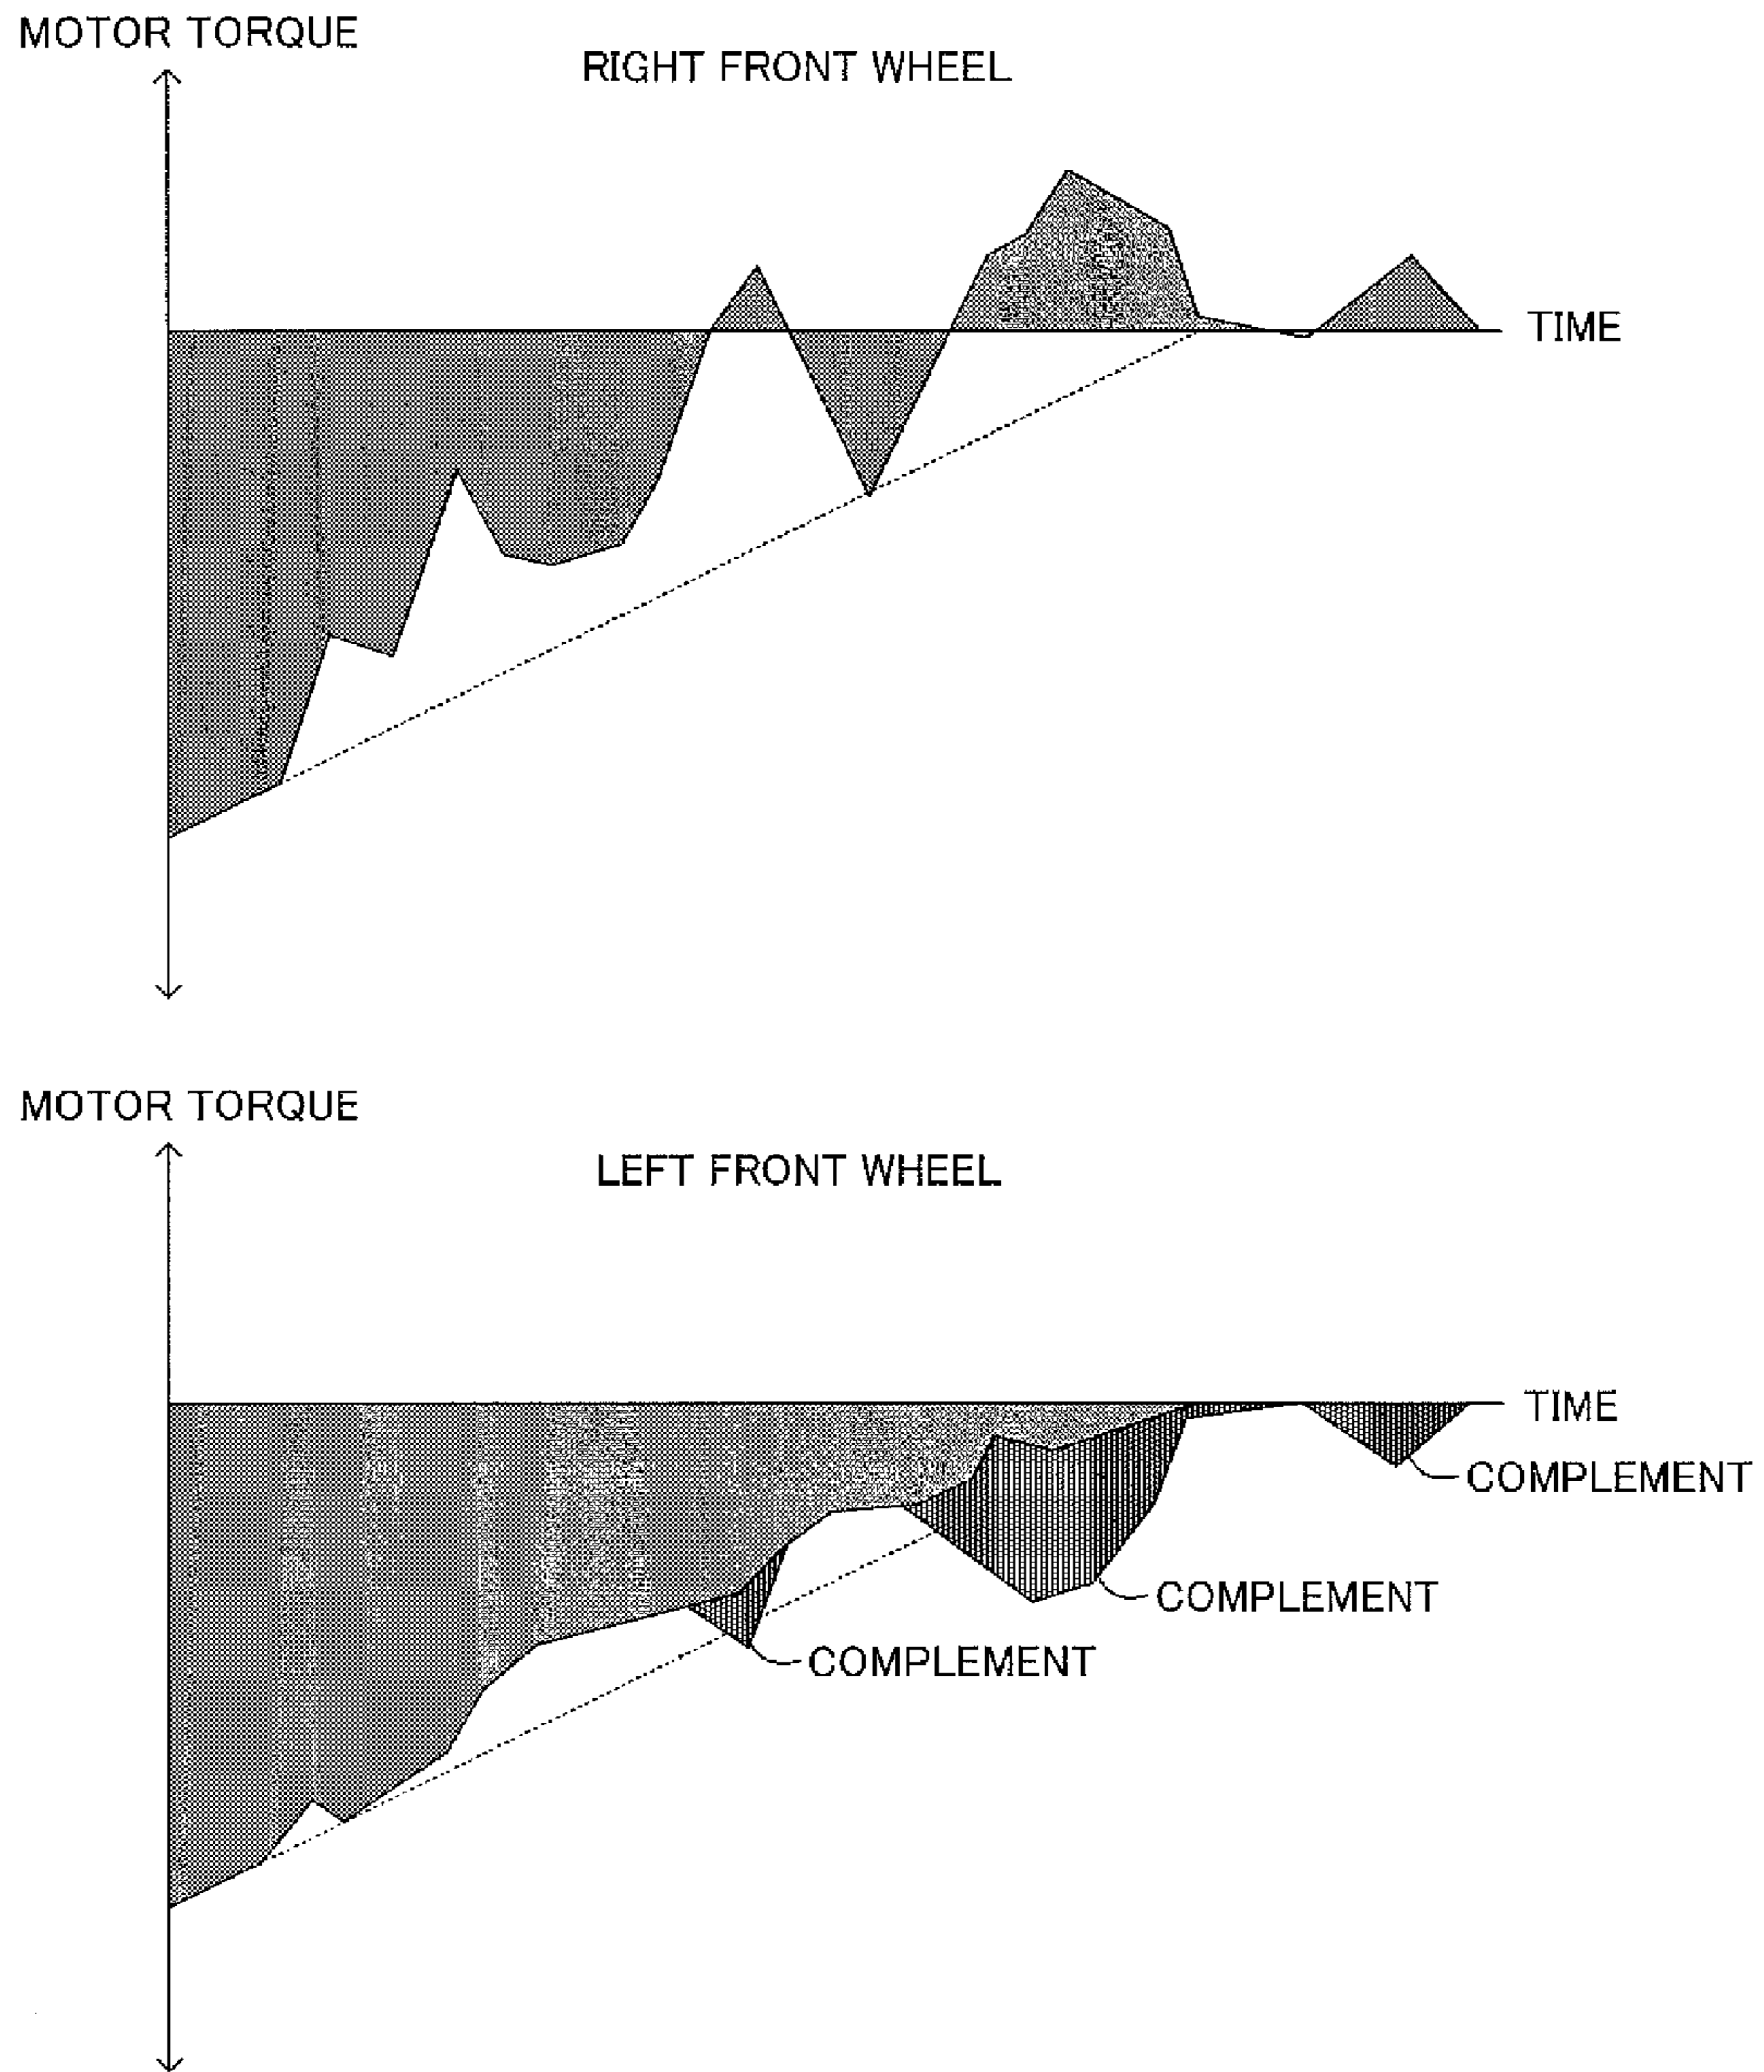 MOTOR TORQUE
RIGHT FRONT WHEEL
TIME
MOTOR TORQUE
LEFT FRONT WHEEL
TIME
COMPLEMENT
COMPLEMENT
COMPLEMENT